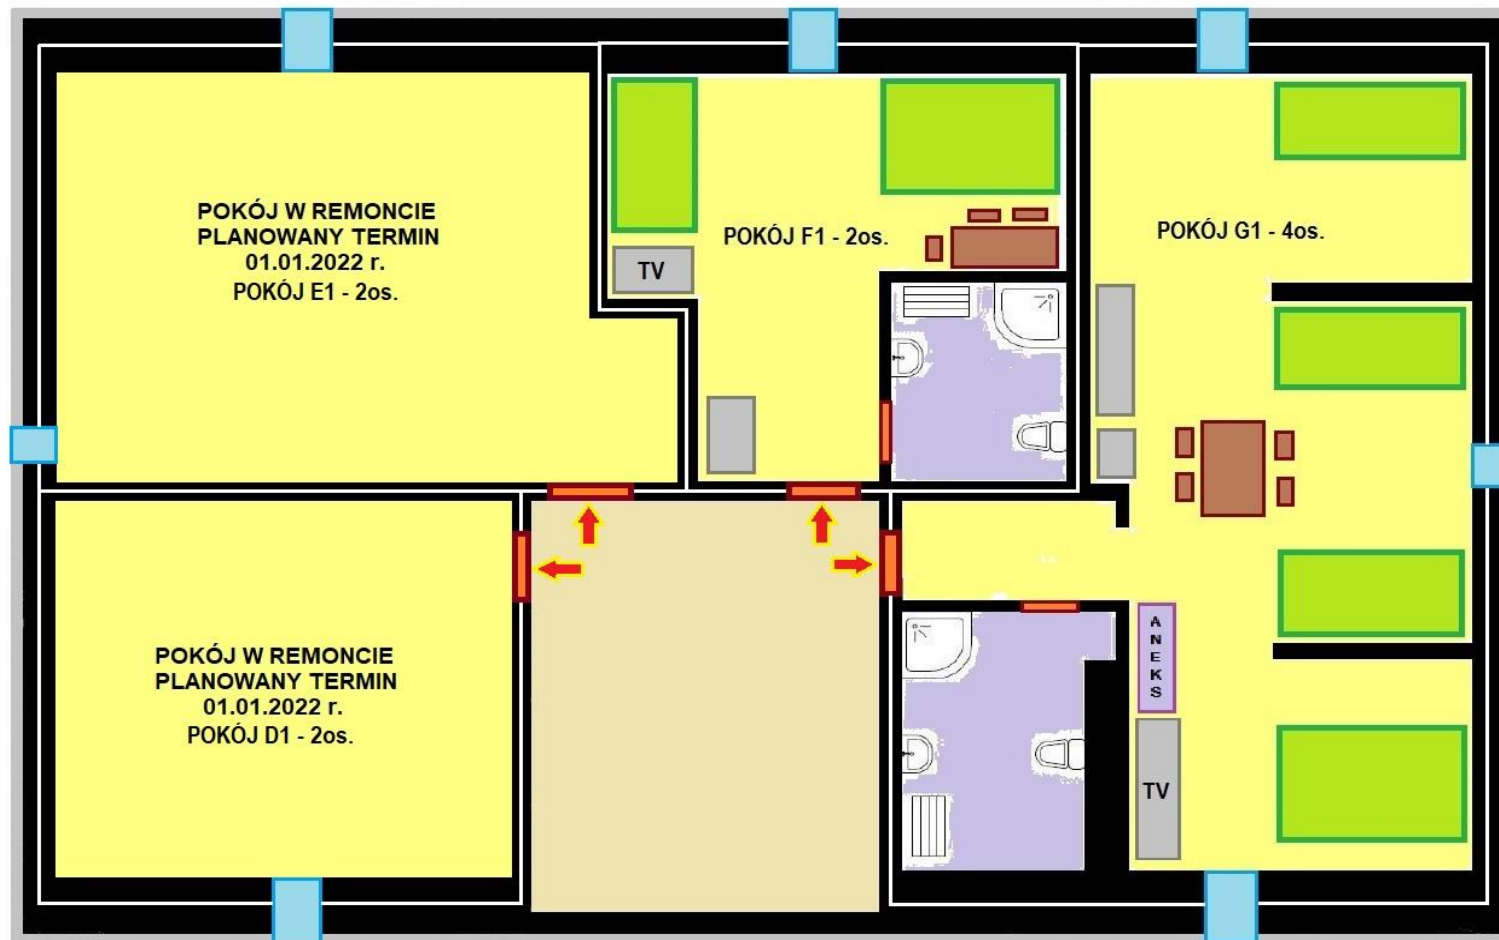 POKÓJ W REMONCIE
PLANOWANY TERMIN
01.01.2022 r.
POKÓJ E1 - 2os.
TV
POKÓJ F1 - 2os.
POKÓJ G1 - 4os.
POKÓJ W REMONCIE
PLANOWANY TERMIN
01.01.2022 r.
POKÓJ D1 - 2os.
ANEKS
TV